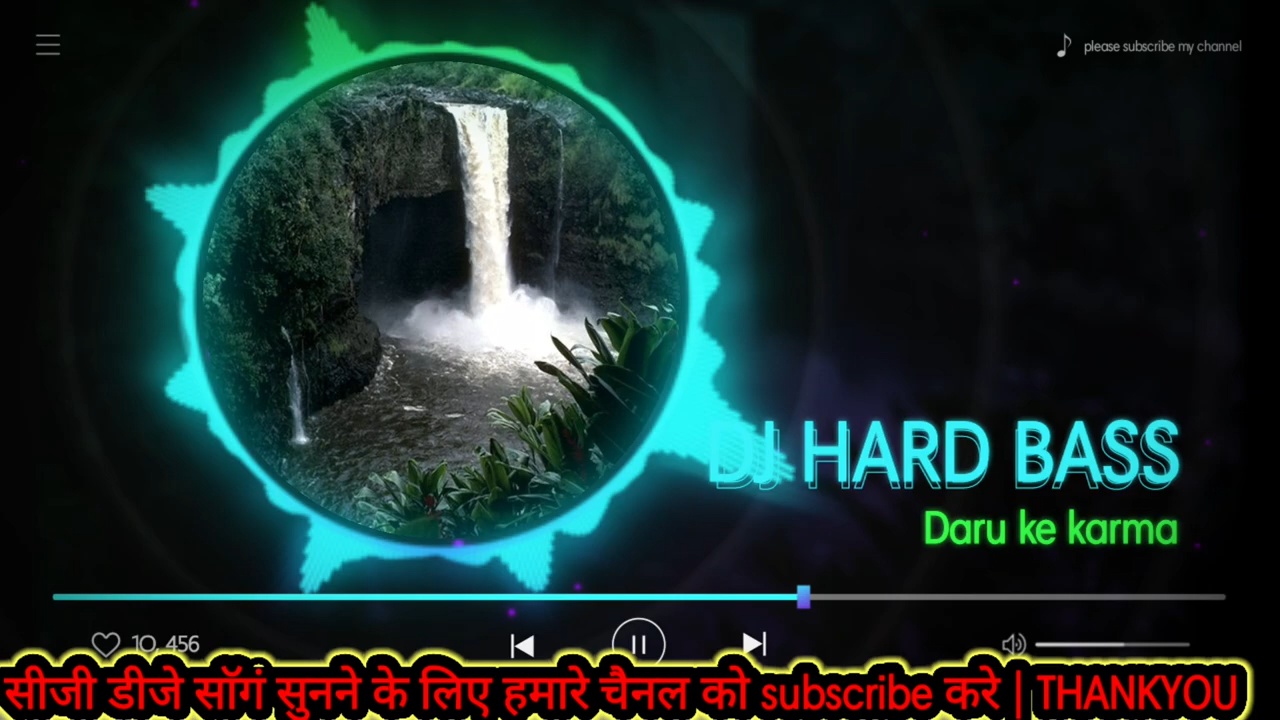 please subscribe my channel
DJ HARD BASS
Daru ke karma
10, 456
सीजी डीजे सॉगं सुनने के लिए हमारे चैनल को subscribe करे | THANKYOU